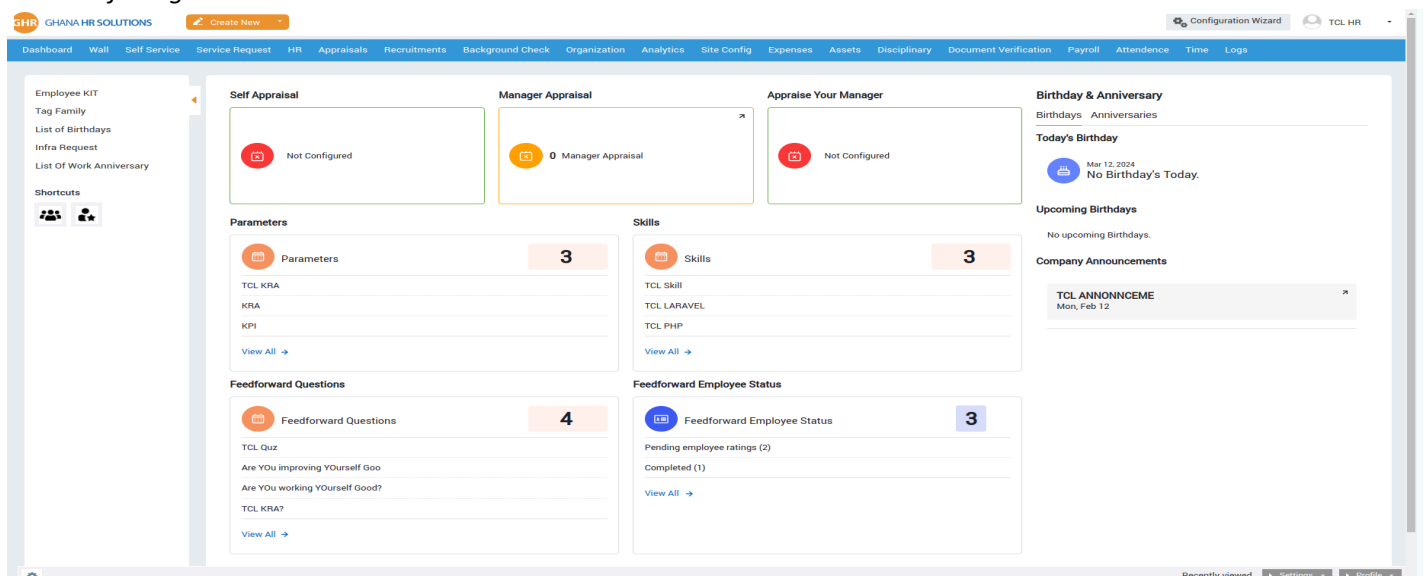 GHR GHANA HR SOLUTIONS
Create New
Configuration Wizard
TCL HR
Dashboard Wall Self Service Service Request HR Appraisals Recruitments Background Check Organization Analytics Site Config Expenses Assets Disciplinary Document Verification Payroll Attendence Time Logs
Employee KIT
Tag Family
List of Birthdays
Infra Request
List Of Work Anniversary
Shortcuts
Self Appraisal
Not Configured
Manager Appraisal
0 Manager Appraisal
Appraise Your Manager
Not Configured
Parameters
Parameters 3
TCL KRA
KRA
KPI
View All
Skills
Skills 3
TCL Skill
TCL LARAVEL
TCL PHP
View All
Feedforward Questions
Feedforward Questions 4
TCL Quz
Are YOu improving YOurself Goo
Are YOu working YOurself Good?
TCL KRA?
View All
Feedforward Employee Status
Feedforward Employee Status 3
Pending employee ratings (2)
Completed (1)
View All
Birthday & Anniversary
Birthdays Anniversaries
Today's Birthday
Mar 12, 2024
No Birthday's Today.
Upcoming Birthdays
No upcoming Birthdays.
Company Announcements
TCL ANNONNCEME
Mon, Feb 12
Recently viewed Settings Profile